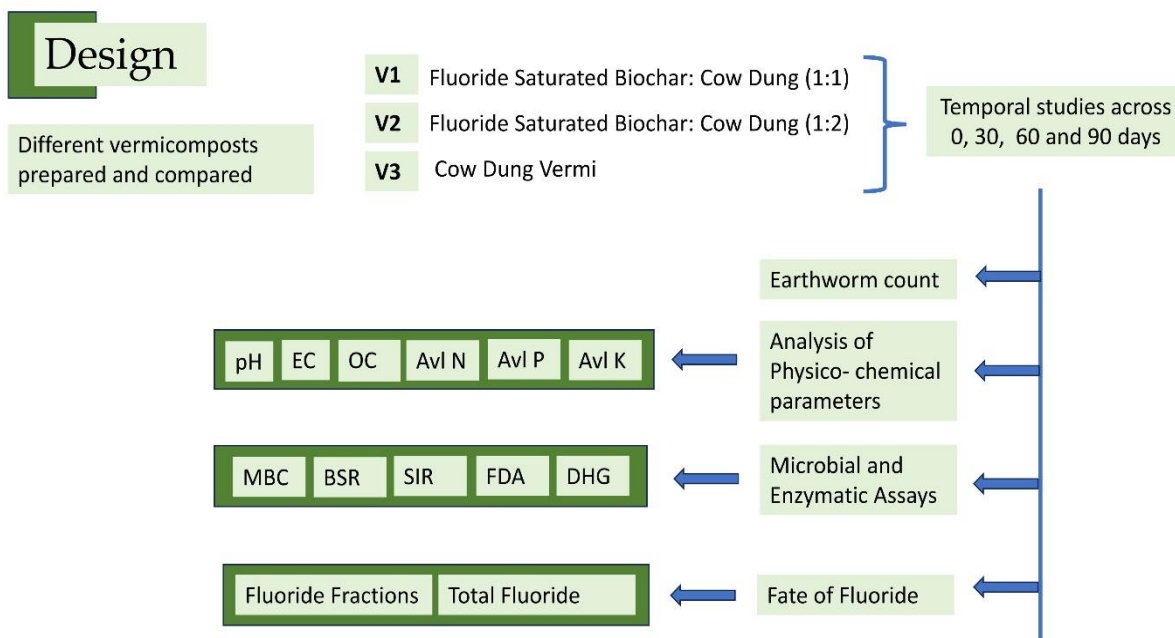 Design
Different vermicomposts
prepared and compared
V1 Fluoride Saturated Biochar: Cow Dung (1:1)
V2 Fluoride Saturated Biochar: Cow Dung (1:2)
V3 Cow Dung Vermi
Temporal studies across
0, 30, 60 and 90 days
Earthworm count
Analysis of
Physico- chemical
parameters
pH EC OC Avl N Avl P Avl K
Microbial and
Enzymatic Assays
MBC BSR SIR FDA DHG
Fate of Fluoride
Fluoride Fractions Total Fluoride